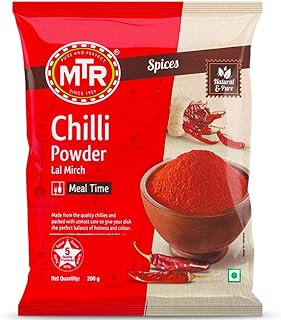 PURE AND PERFECT
MTR
SINCE 1924
Spices
Natural
& Pure
Chilli
Powder
Lal Mirch
Meal Time
Made from the quality chillies and
packed with utmost care to give your dish
the perfect balance of hotness and colour.
5
Net Quantity: 200 g